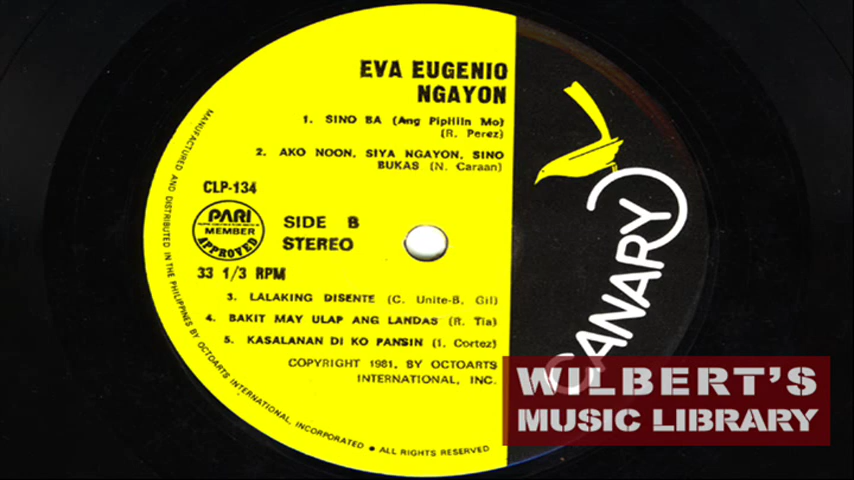 EVA EUGENIO
NGAYON
1. SINO BA (Ang Pipiliin Mo)
(R. Perez)
2. AKO NOON, SIYA NGAYON, SINO
BUKAS (N. Caraan)
CLP-134
PARI
MEMBER
APPROVED
SIDE B
STEREO
33 1/3 RPM
3. LALAKING DISENTE (C. Unite-B. Gil)
4. BAKIT MAY ULAP ANG LANDAS (R. Tia)
5. KASALANAN DI KO PANSIN (I. Cortez)
COPYRIGHT 1981, BY OCTOARTS
INTERNATIONAL, INC.
MANUFACTURED AND DISTRIBUTED IN THE PHILIPPINES BY OCTOARTS INTERNATIONAL, INCORPORATED • ALL RIGHTS RESERVED
CANARY
WILBERT'S
MUSIC LIBRARY